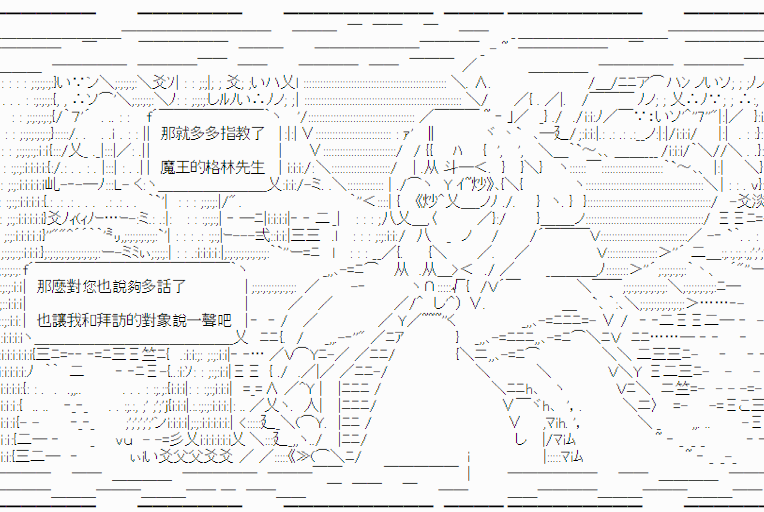 那就多多指教了
魔王的格林先生
那麼對您也說夠多話了
也讓我和拜訪的對象說一聲吧